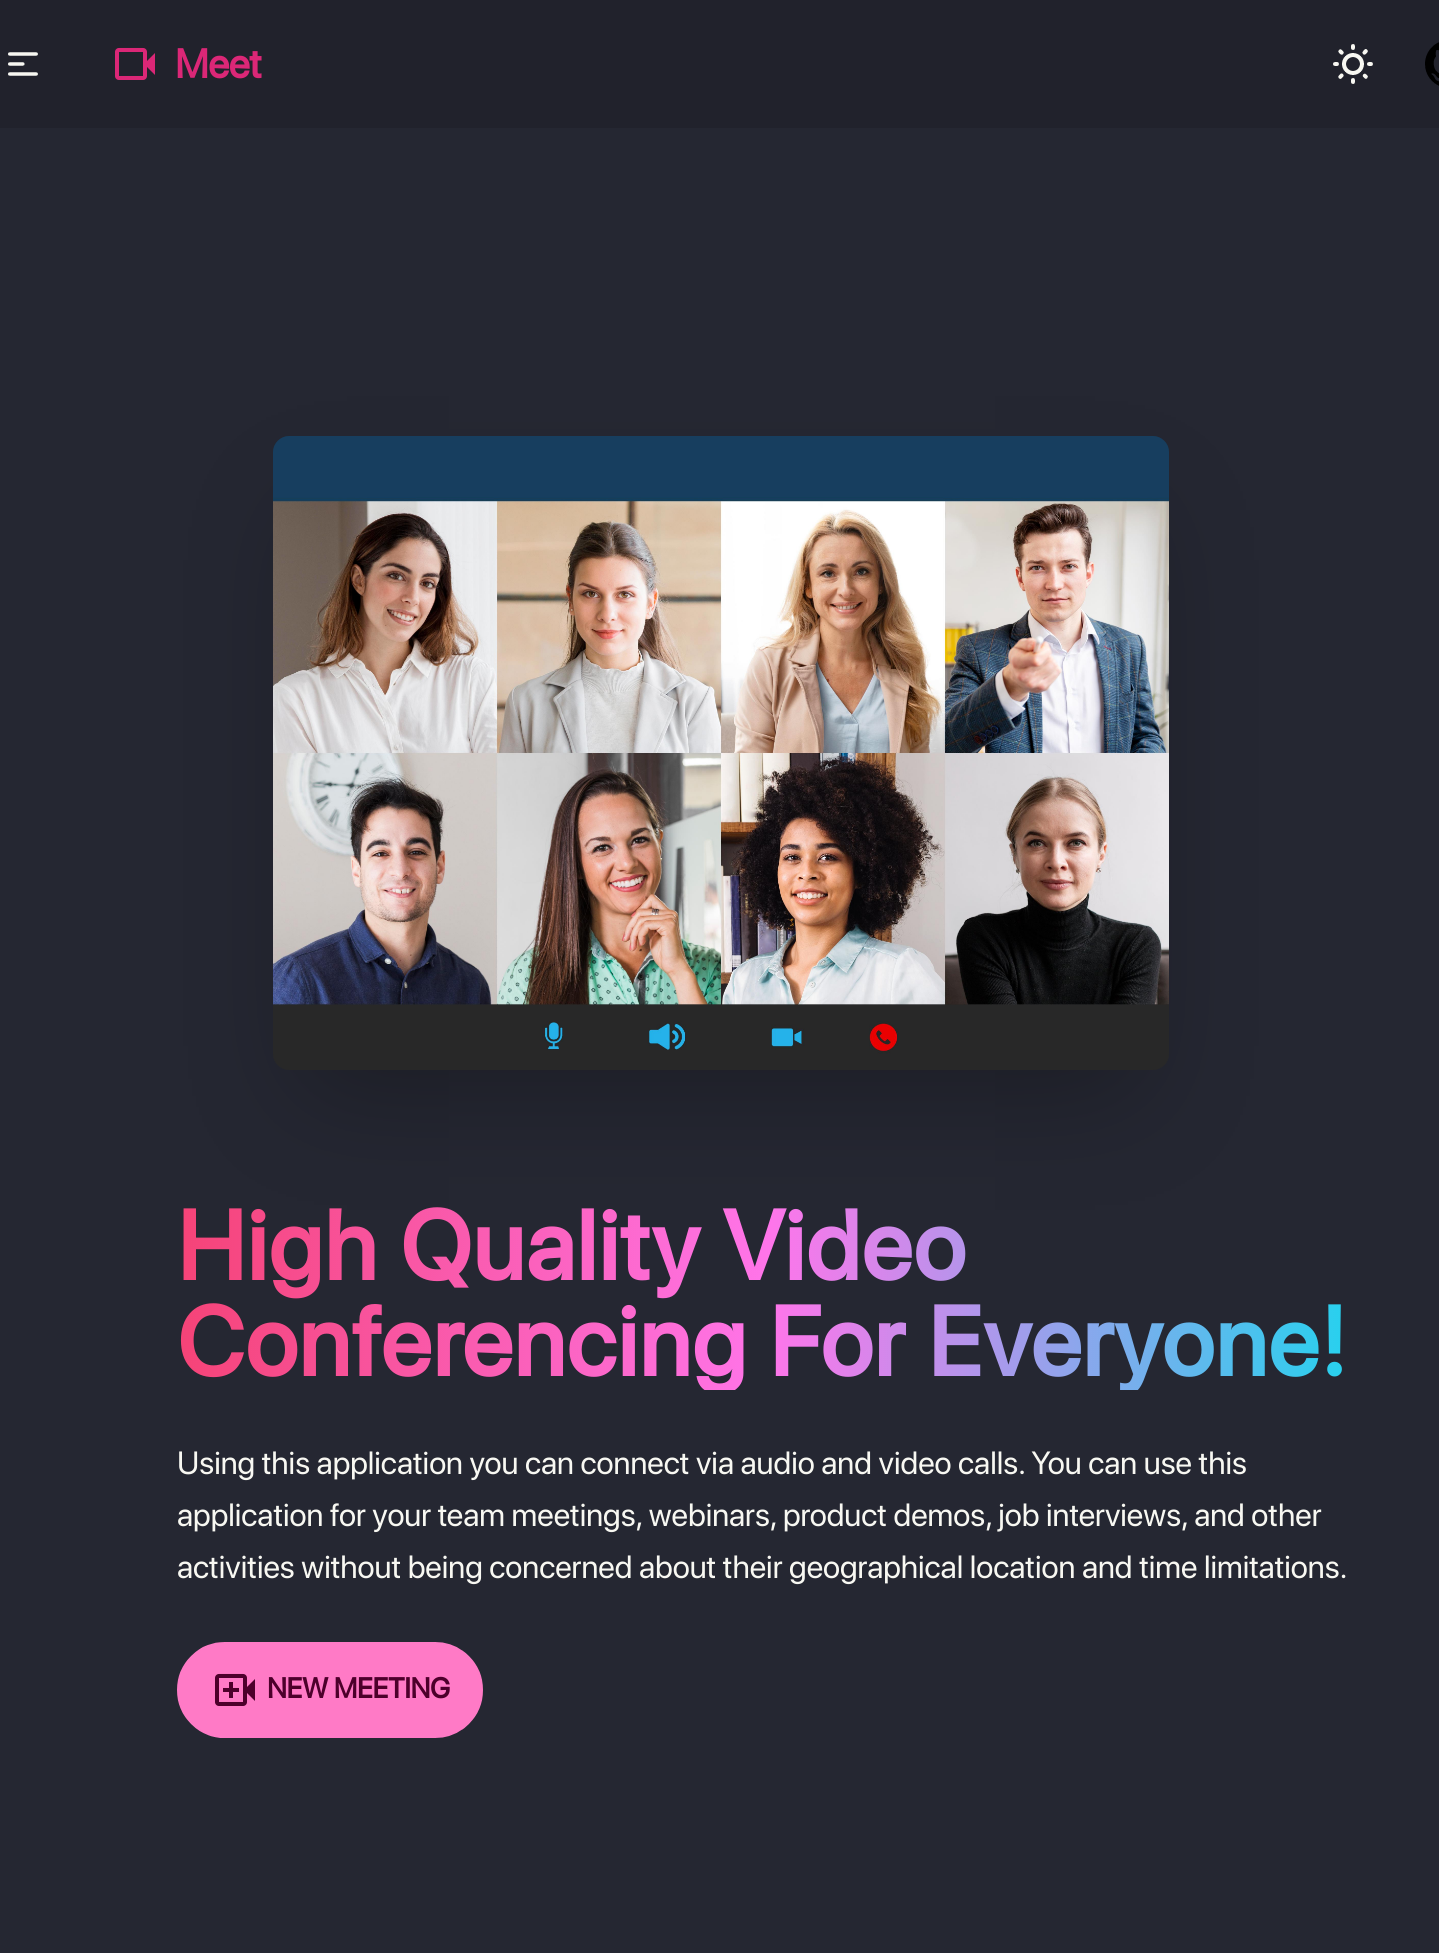 Meet
High Quality Video
Conferencing For Everyone!
Using this application you can connect via audio and video calls. You can use this
application for your team meetings, webinars, product demos, job interviews, and other
activities without being concerned about their geographical location and time limitations.
NEW MEETING